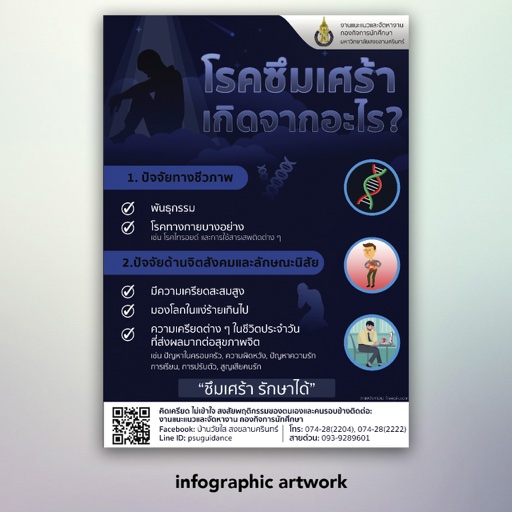 งานแนะแนวและจัดหางาน
กองกิจการนักศึกษา
มหาวิทยาลัยสงขลานครินทร์
โรคซึมเศร้า
เกิดจากอะไร?
1. ปัจจัยทางชีวภาพ
พันธุกรรม
โรคทางกายบางอย่าง
เช่น โรคไทรอยด์ และการใช้สารเสพติดต่าง ๆ
2.ปัจจัยด้านจิตสังคมและลักษณะนิสัย
มีความเครียดสะสมสูง
มองโลกในแง่ร้ายเกินไป
ความเครียดต่าง ๆ ในชีวิตประจำวัน
ที่ส่งผลมากต่อสุขภาพจิต
เช่น ปัญหาในครอบครัว, ความผิดหวัง, ปัญหาความรัก
การเรียน, การปรับตัว, สูญเสียคนรัก
“ซึมเศร้า รักษาได้”
คิดเครียด ไม่เข้าใจ สงสัยพฤติกรรมของตนเองและคนรอบข้างติดต่อ:
งานแนะแนวและจัดหางาน กองกิจการนักศึกษา
Facebook: บ้านวัยใส สงขลานครินทร์
โทร: 074-28(2204), 074-28(2222)
Line ID: psuguidance
สายด่วน: 093-9289601
infographic artwork